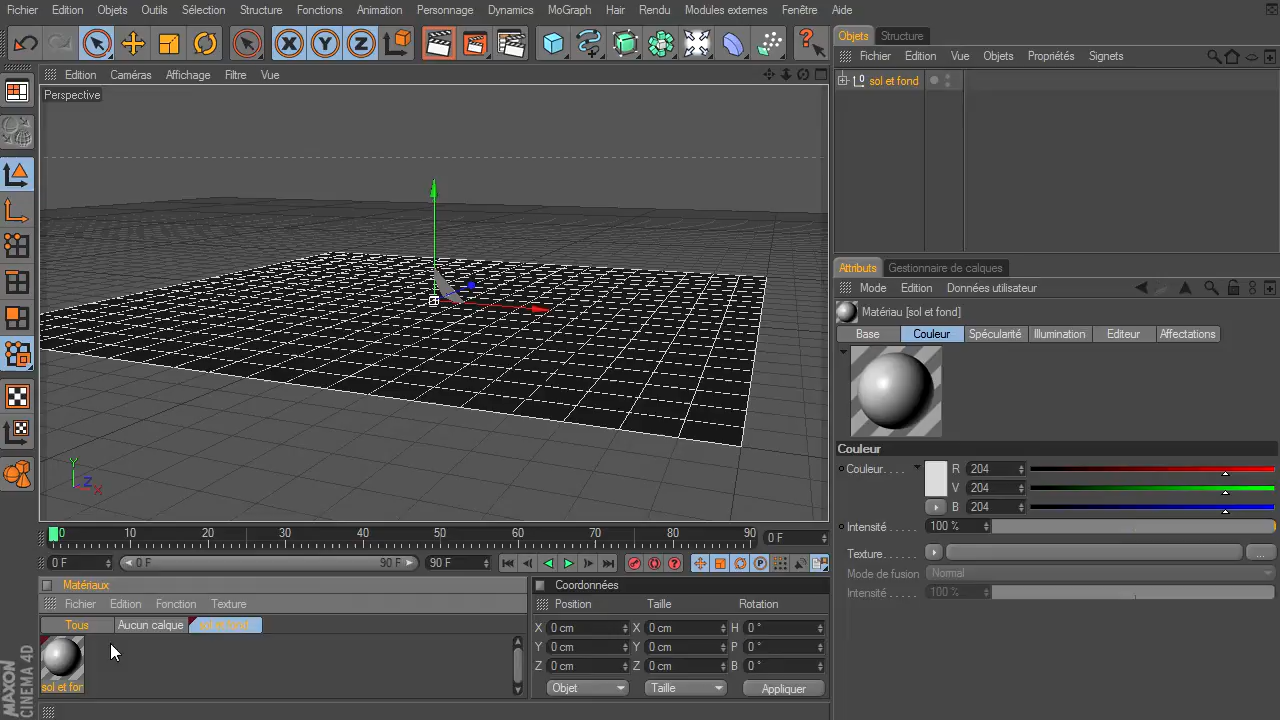 Fichier Edition Objets Outils Sélection Structure Fonctions Animation Personnage Dynamics MoGraph Hair Rendu Modules externes Fenêtre Aide
Objets Structure
Fichier Edition Vue Objets Propriétés Signets
sol et fond
Edition Caméras Affichage Filtre Vue
Perspective
Y
Z
X
Attributs Gestionnaire de calques
Mode Edition Données utilisateur
Matériau [sol et fond]
Base Couleur Spécularité Illumination Editeur Affectations
Couleur
Couleur. . . . R 204
V 204
B 204
Intensité . . . . . 100 %
Texture. . . . . . ...
Mode de fusion Normal
Intensité . . . . . 100 %
0 10 20 30 40 50 60 70 80 90 0 F
0 F 0 F 90 F 90 F
Matériaux
Fichier Edition Fonction Texture
Tous Aucun calque sol et fond
sol et fon
Coordonnées
Position Taille Rotation
X 0 cm X 0 cm H 0 °
Y 0 cm Y 0 cm P 0 °
Z 0 cm Z 0 cm B 0 °
Objet Taille Appliquer
MAXON
CINEMA 4D